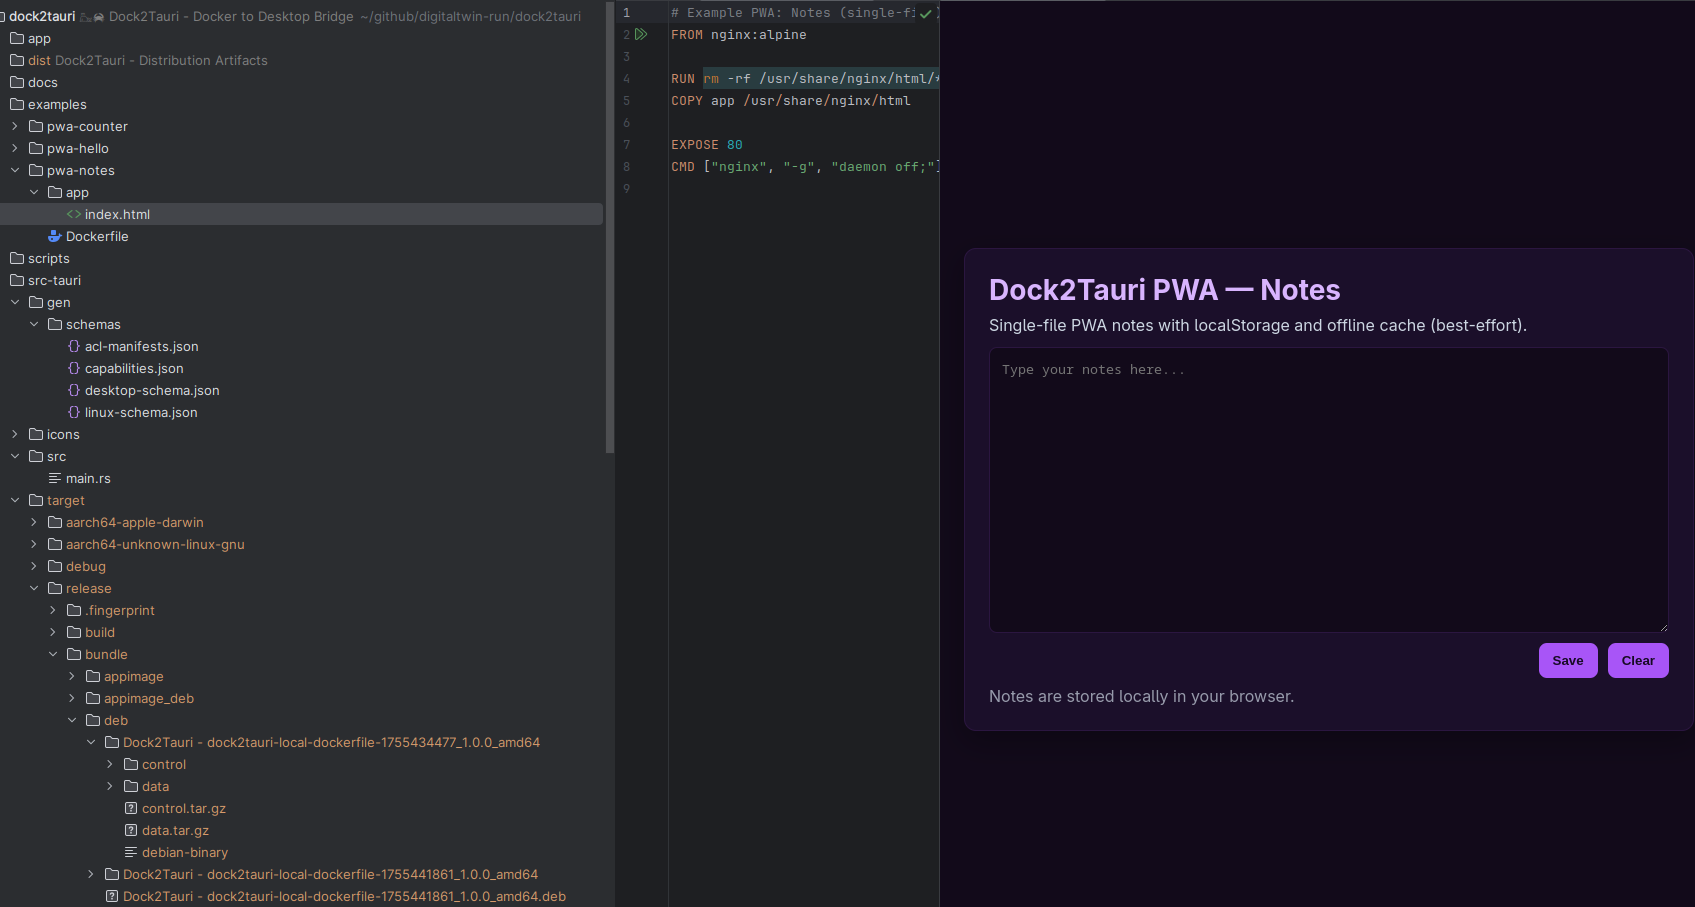 dock2tauri Dock2Tauri - Docker to Desktop Bridge ~/github/digitaltwin-run/dock2tauri
app
dist Dock2Tauri - Distribution Artifacts
docs
examples
pwa-counter
pwa-hello
pwa-notes
app
<> index.html
Dockerfile
scripts
src-tauri
gen
schemas
{} acl-manifests.json
{} capabilities.json
{} desktop-schema.json
{} linux-schema.json
icons
src
main.rs
target
aarch64-apple-darwin
aarch64-unknown-linux-gnu
debug
release
.fingerprint
build
bundle
appimage
appimage_deb
deb
Dock2Tauri - dock2tauri-local-dockerfile-1755434477_1.0.0_amd64
control
data
control.tar.gz
data.tar.gz
debian-binary
Dock2Tauri - dock2tauri-local-dockerfile-1755441861_1.0.0_amd64
Dock2Tauri - dock2tauri-local-dockerfile-1755441861_1.0.0_amd64.deb
1 # Example PWA: Notes (single-fi
2 FROM nginx:alpine
3
4 RUN rm -rf /usr/share/nginx/html/*
5 COPY app /usr/share/nginx/html
6
7 EXPOSE 80
8 CMD ["nginx", "-g", "daemon off;"]
9
Dock2Tauri PWA — Notes
Single-file PWA notes with localStorage and offline cache (best-effort).
Type your notes here...
Save Clear
Notes are stored locally in your browser.